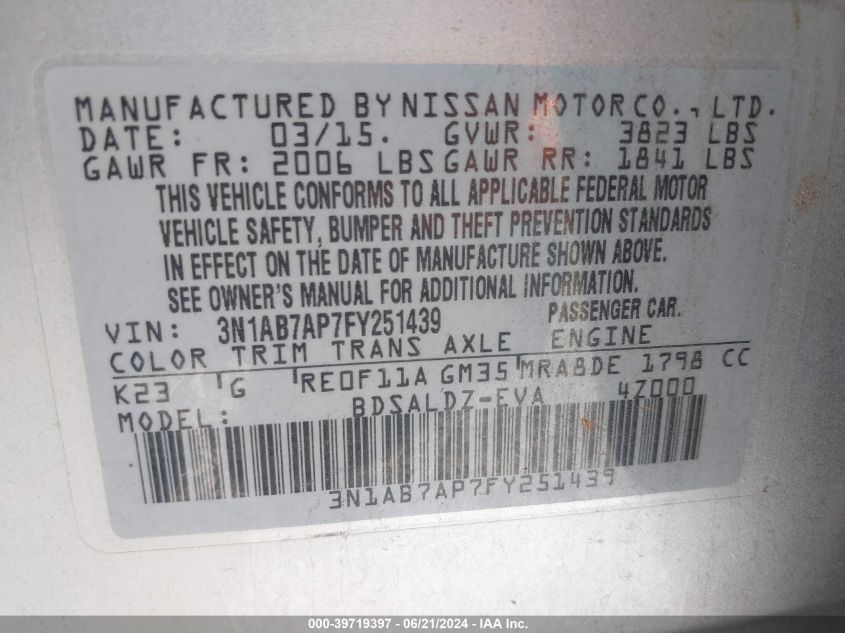 MANUFACTURED BY NISSAN MOTOR CO., LTD.
DATE: 03/15. GVWR: 3823 LBS
GAWR FR: 2006 LBS GAWR RR: 1841 LBS
THIS VEHICLE CONFORMS TO ALL APPLICABLE FEDERAL MOTOR
VEHICLE SAFETY, BUMPER AND THEFT PREVENTION STANDARDS
IN EFFECT ON THE DATE OF MANUFACTURE SHOWN ABOVE.
SEE OWNER'S MANUAL FOR ADDITIONAL INFORMATION.
VIN: 3N1AB7AP7FY251439 PASSENGER CAR.
COLOR TRIM TRANS AXLE ENGINE
K23 G RE0F11A GM35 MRA8DE 1798 CC
MODEL: BDSALDZ-EVA 4Z000
3N1AB7AP7FY251439
000-39719397 - 06/21/2024 - IAA Inc.